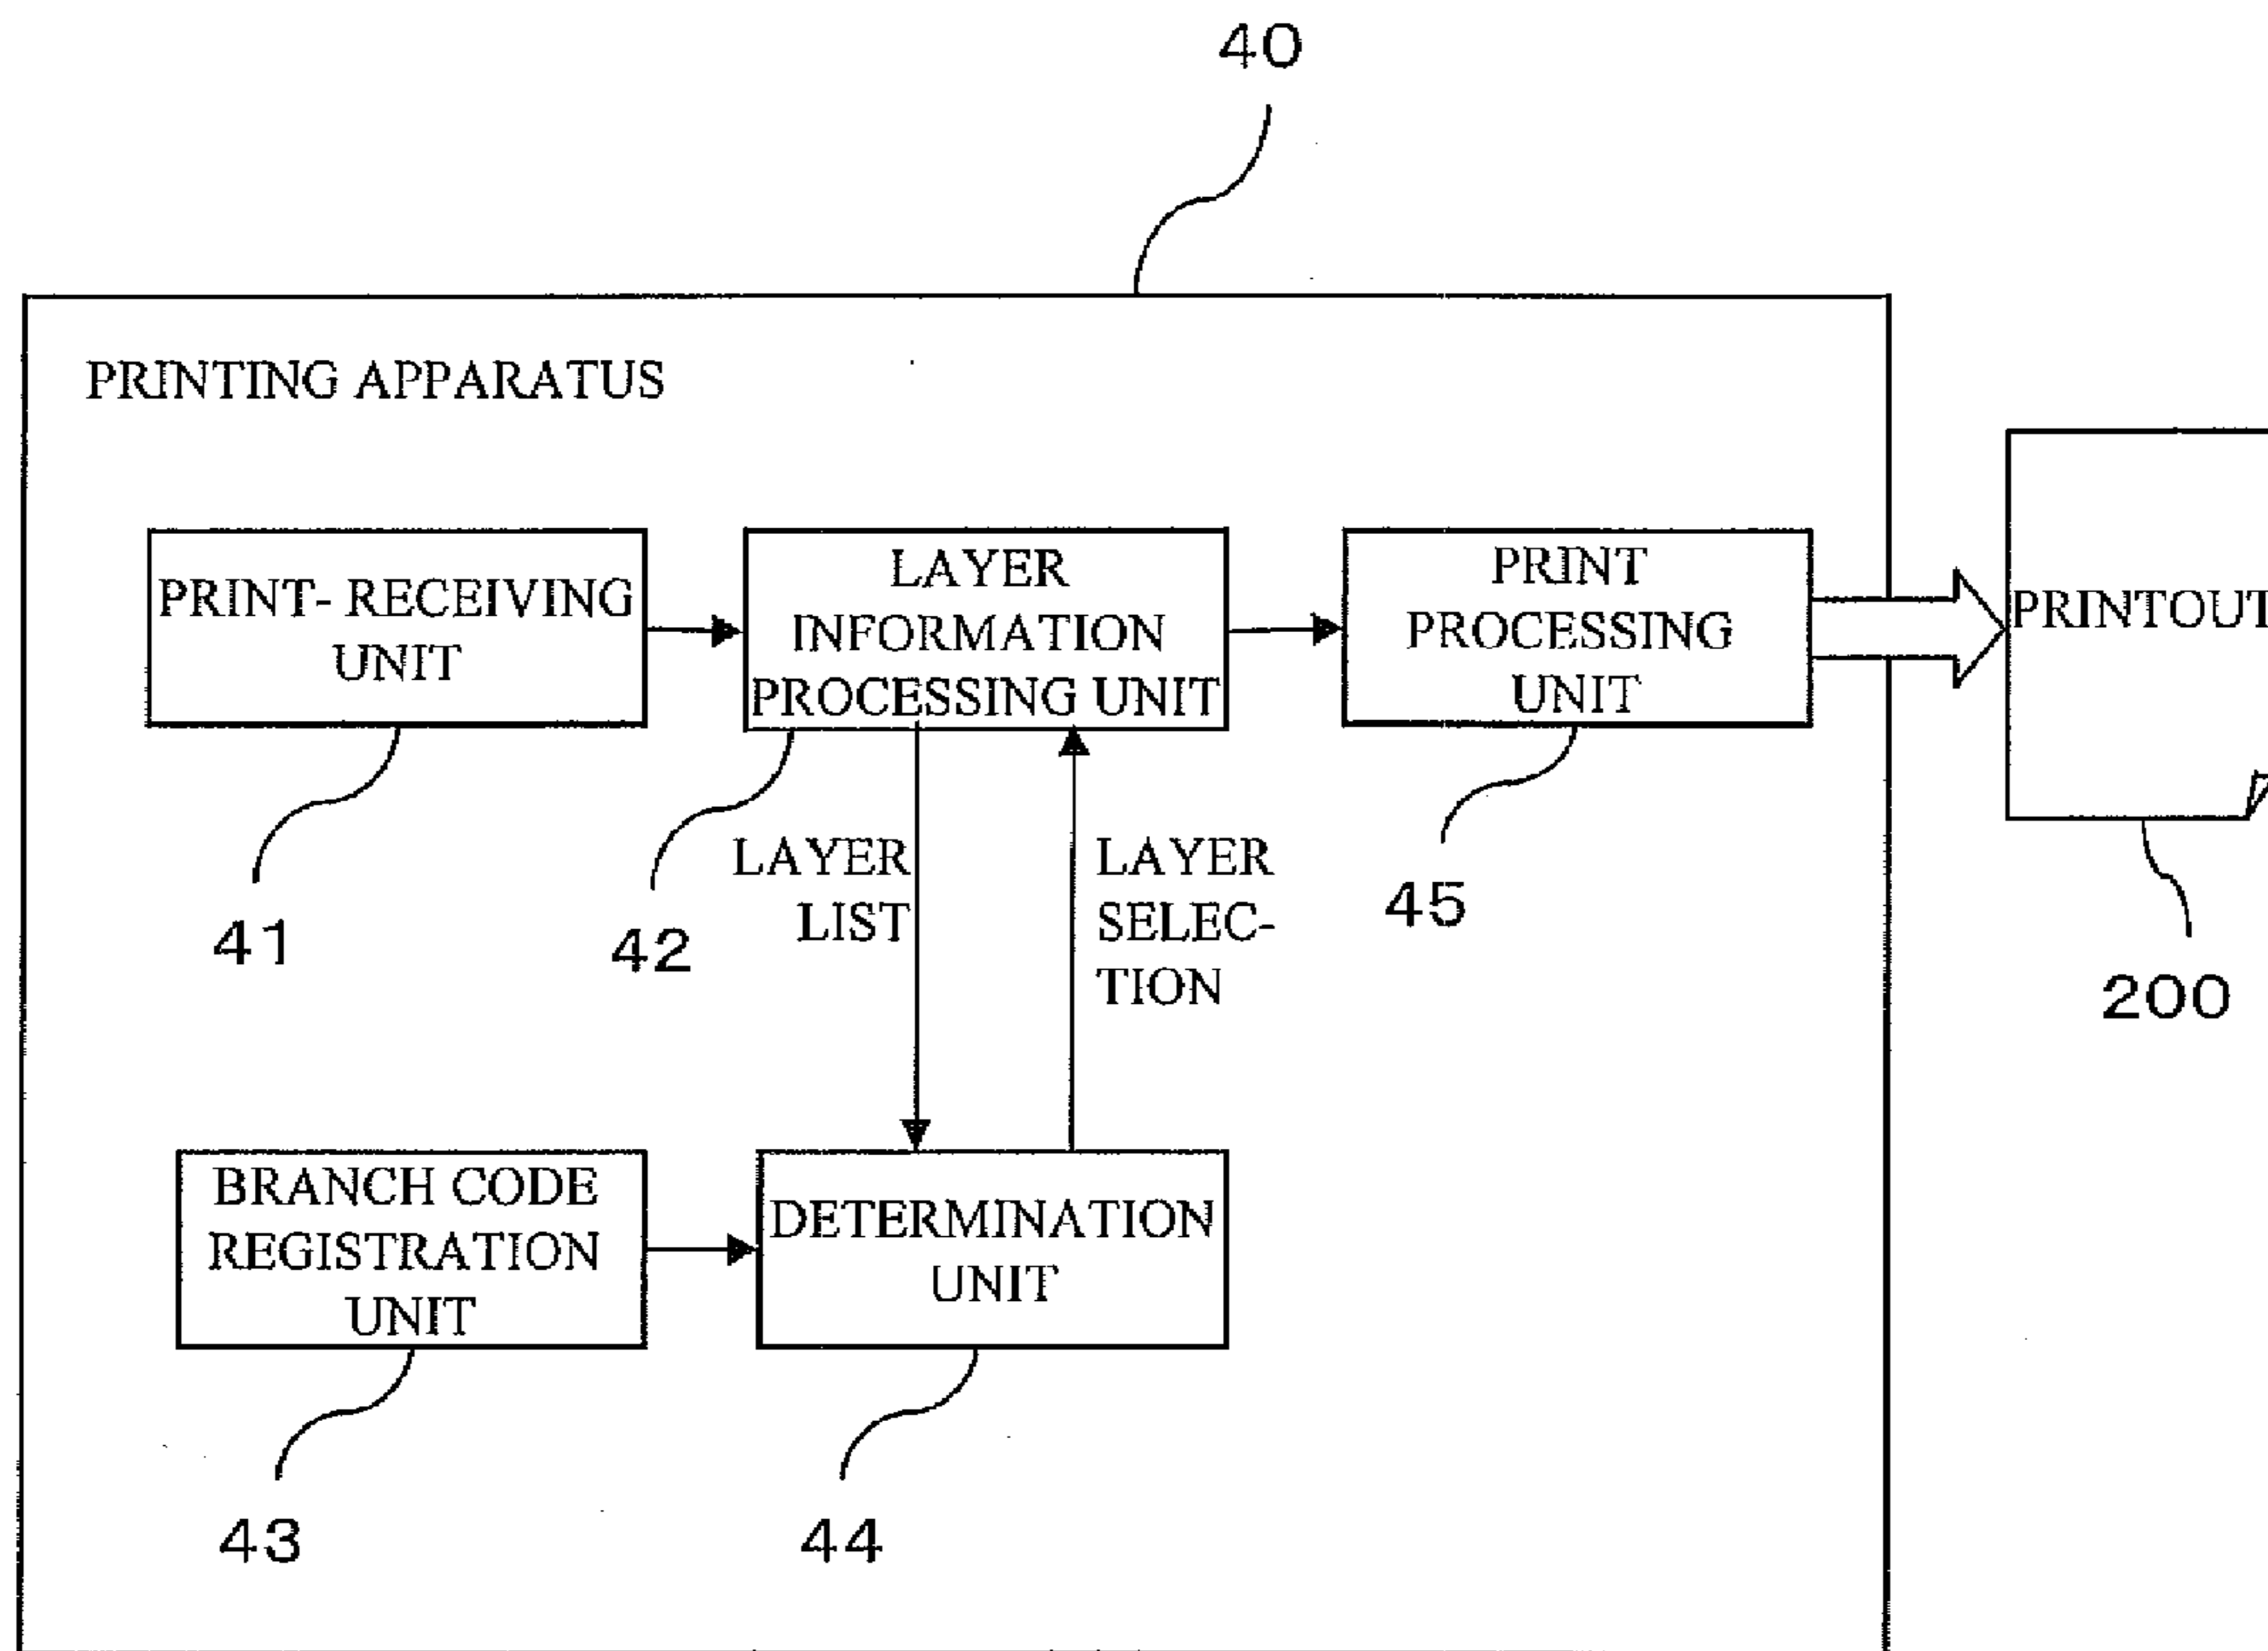 40
PRINTING APPARATUS
PRINT- RECEIVING
UNIT
LAYER
INFORMATION
PROCESSING UNIT
PRINT
PROCESSING
UNIT
PRINTOUT
41
42
LAYER
LIST
LAYER
SELEC-
TION
45
200
BRANCH CODE
REGISTRATION
UNIT
DETERMINATION
UNIT
43
44